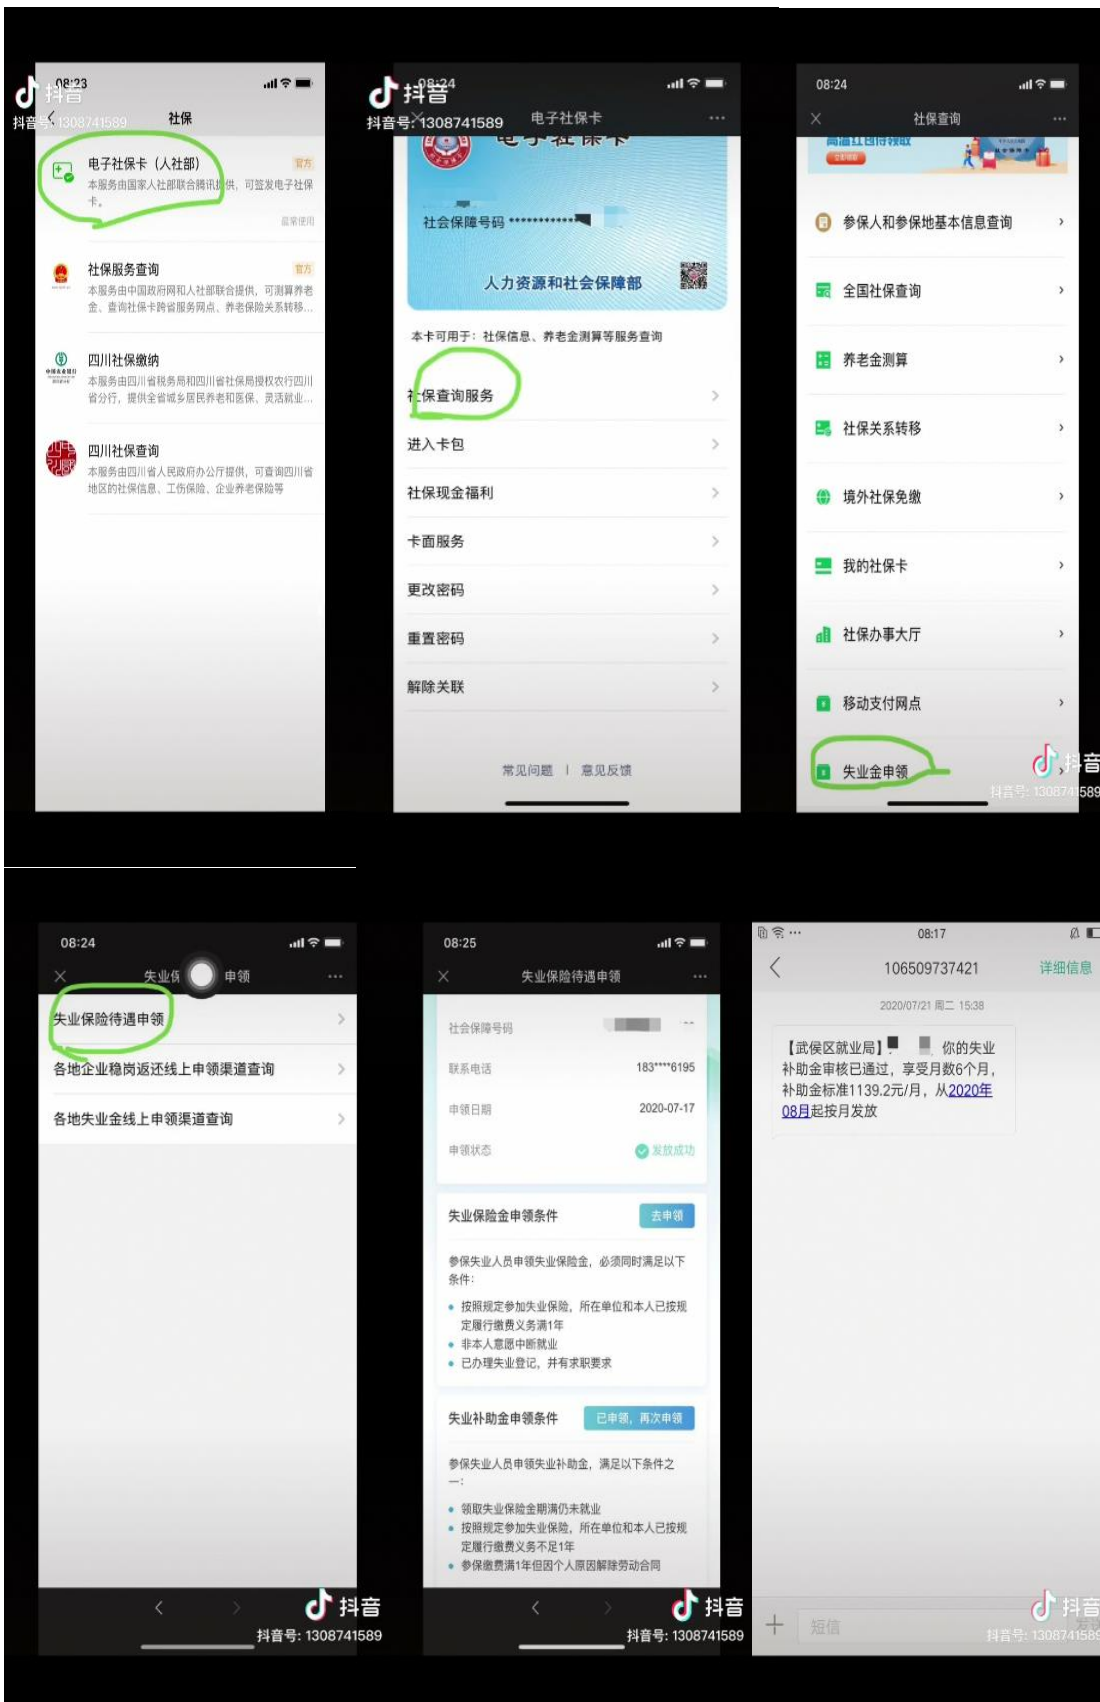 08:23
抖音
抖音号: 1308741589
社保
电子社保卡（人社部）
官方
本服务由国家人社部联合腾讯提供，可签发电子社保
卡。
最常使用
社保服务查询
官方
本服务由中国政府网和人社部联合提供，可测算养老
金、查询社保卡跨省服务网点、养老保险关系转移...
四川社保缴纳
本服务由四川省税务局和四川省社保局授权农行四川
省分行，提供全省城乡居民养老和医保、灵活就业...
四川社保查询
本服务由四川省人民政府办公厅提供，可查询四川省
地区的社保信息、工伤保险、企业养老保险等
08:24
抖音
抖音号: 1308741589
电子社保卡
电子社保卡
社会保障号码 ************
人力资源和社会保障部
本卡可用于：社保信息、养老金测算等服务查询
社保查询服务
进入卡包
社保现金福利
卡面服务
更改密码
重置密码
解除关联
常见问题 | 意见反馈
08:24
社保查询
高温红包待领取
参保人和参保地基本信息查询
全国社保查询
养老金测算
社保关系转移
境外社保免缴
我的社保卡
社保办事大厅
移动支付网点
失业金申领
抖音
抖音号: 1308741589
08:24
失业保 申领
失业保险待遇申领
各地企业稳岗返还线上申领渠道查询
各地失业金线上申领渠道查询
抖音
抖音号: 1308741589
08:25
失业保险待遇申领
社会保障号码
联系电话 183****6195
申领日期 2020-07-17
申领状态 发放成功
失业保险金申领条件 去申领
参保失业人员申领失业保险金，必须同时满足以下
条件：
按照规定参加失业保险，所在单位和本人已按规
定履行缴费义务满1年
非本人意愿中断就业
已办理失业登记，并有求职要求
失业补助金申领条件 已申领，再次申领
参保失业人员申领失业补助金，满足以下条件之
一：
领取失业保险金期满仍未就业
按照规定参加失业保险，所在单位和本人已按规
定履行缴费义务不足1年
参保缴费满1年但因个人原因解除劳动合同
抖音
抖音号: 1308741589
08:17
106509737421
详细信息
2020/07/21 周二 15:38
【武侯区就业局】 你的失业
补助金审核已通过，享受月数6个月，
补助金标准1139.2元/月，从2020年
08月起按月发放
短信
抖音
抖音号: 1308741589